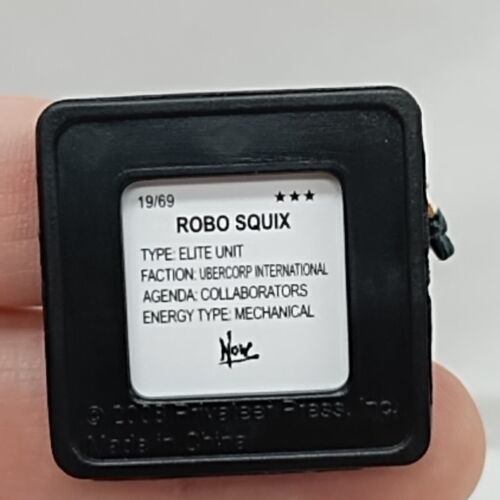 19/69 ★★★
ROBO SQUIX
TYPE: ELITE UNIT
FACTION: UBERCORP INTERNATIONAL
AGENDA: COLLABORATORS
ENERGY TYPE: MECHANICAL
Now
© 2008 Privateer Press, Inc.
Made in China